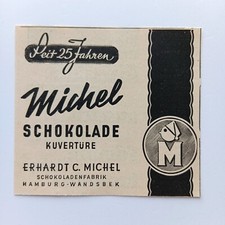 Seit 25 Jahren
Michel
SCHOKOLADE
KUVERTÜRE
ERHARDT C. MICHEL
SCHOKOLADENFABRIK
HAMBURG-WANDSBEK
M